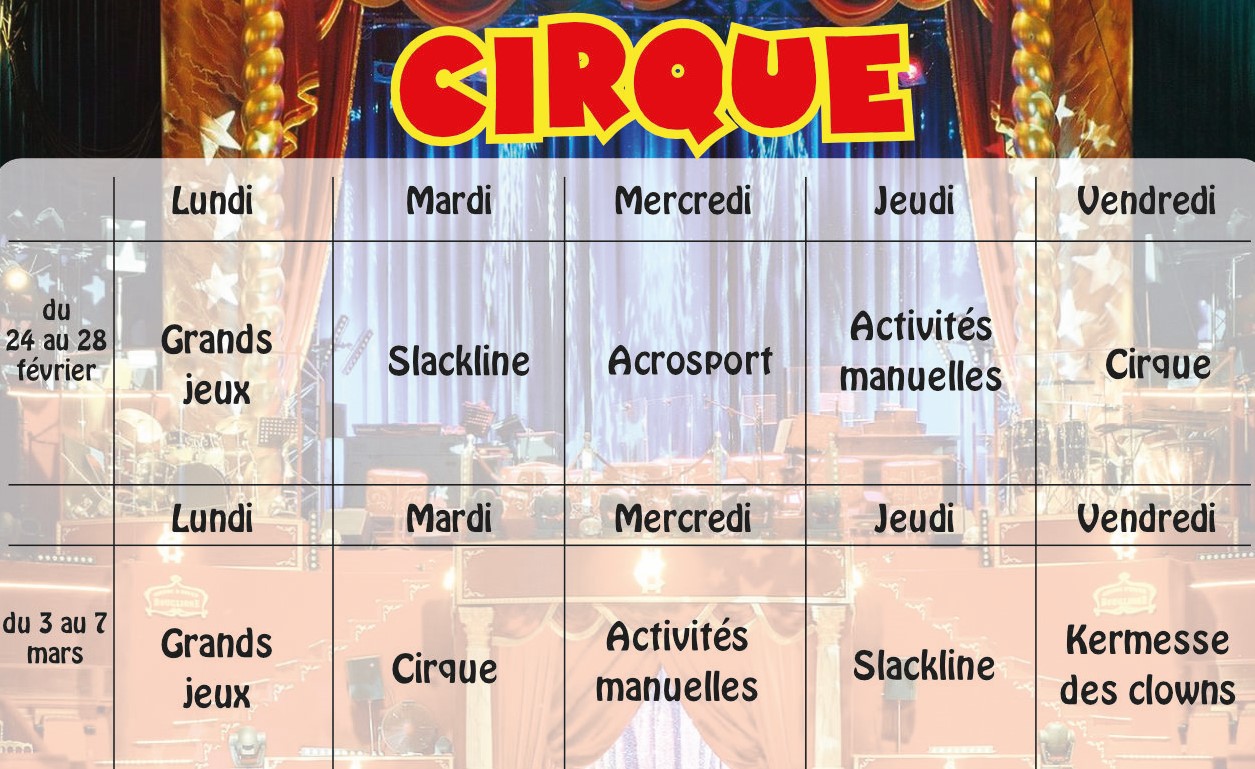 CIRQUE
Lundi Mardi Mercredi Jeudi Vendredi
du
24 au 28
février
Grands
jeux
Slackline
Acrosport
Activités
manuelles
Cirque
Lundi Mardi Mercredi Jeudi Vendredi
du 3 au 7
mars
Grands
jeux
Cirque
Activités
manuelles
Slackline
Kermesse
des clowns